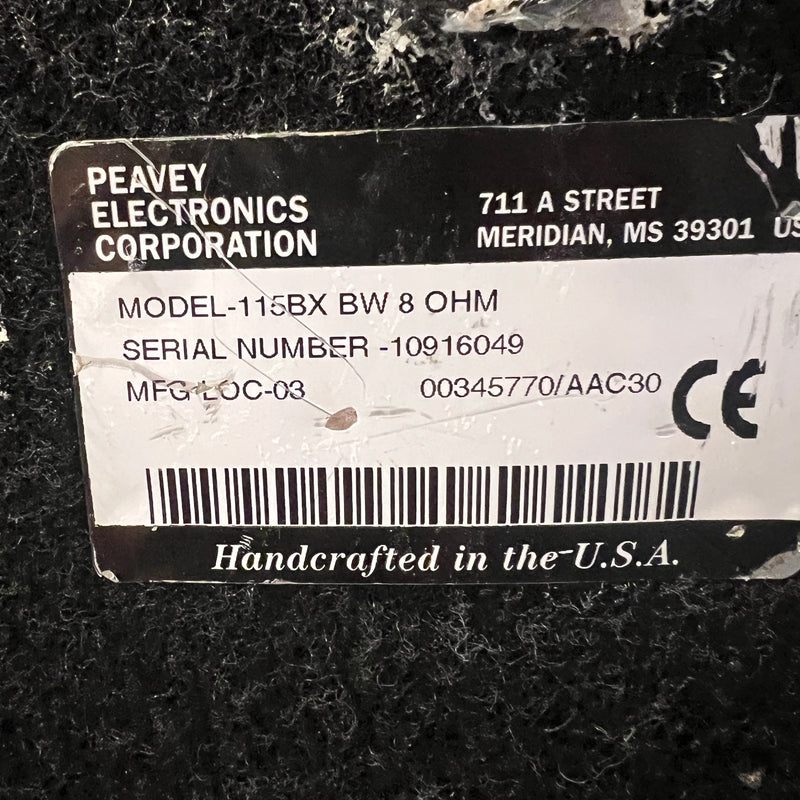 PEAVEY
ELECTRONICS
CORPORATION
711 A STREET
MERIDIAN, MS 39301 US
MODEL-115BX BW 8 OHM
SERIAL NUMBER -10916049
MFG LOC-03 00345770/AAC30
CE
Handcrafted in the U.S.A.